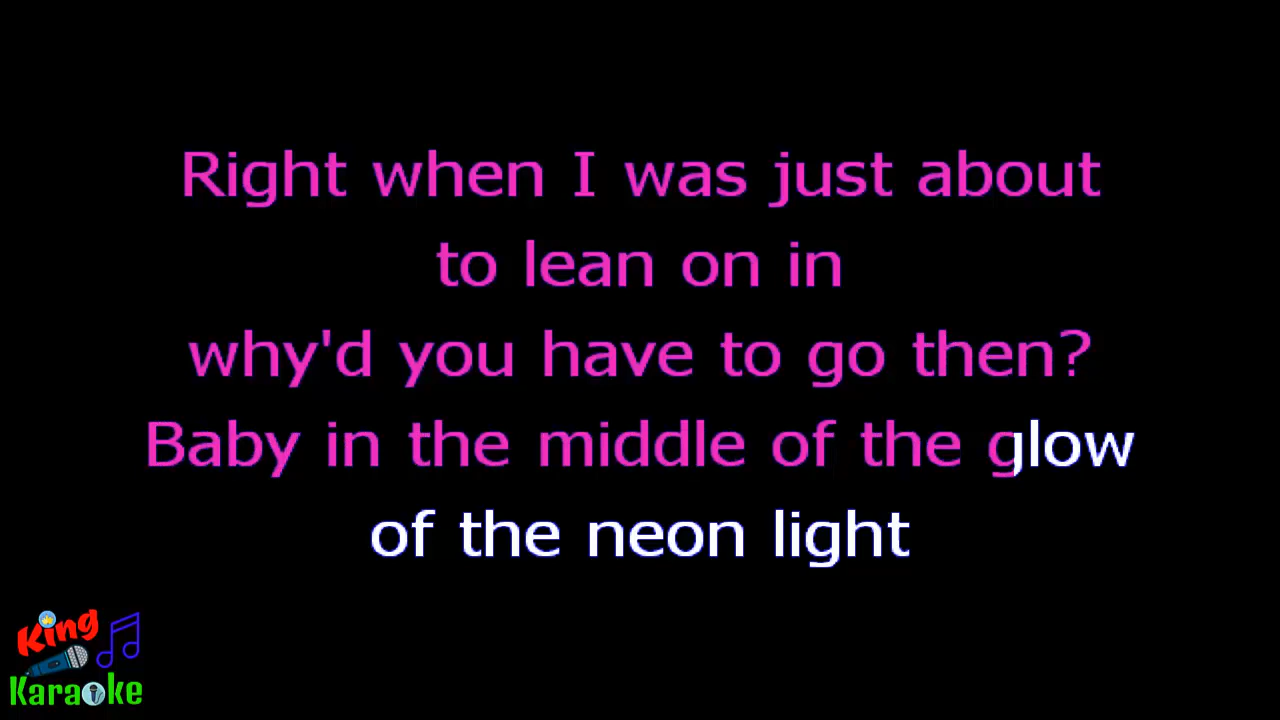 Right when I was just about
to lean on in
why'd you have to go then?
Baby in the middle of the glow
of the neon light
King
Karaoke